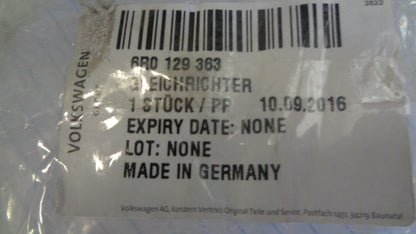 3822
VOLKSWAGEN
6R0 129 363
GLEICHRICHTER
1 STÜCK / PP 10.09.2016
EXPIRY DATE: NONE
LOT: NONE
MADE IN GERMANY
Volkswagen AG, Konzern Vertrieb Original Teile und Service, Postfach 1451, 34219 Baunatal